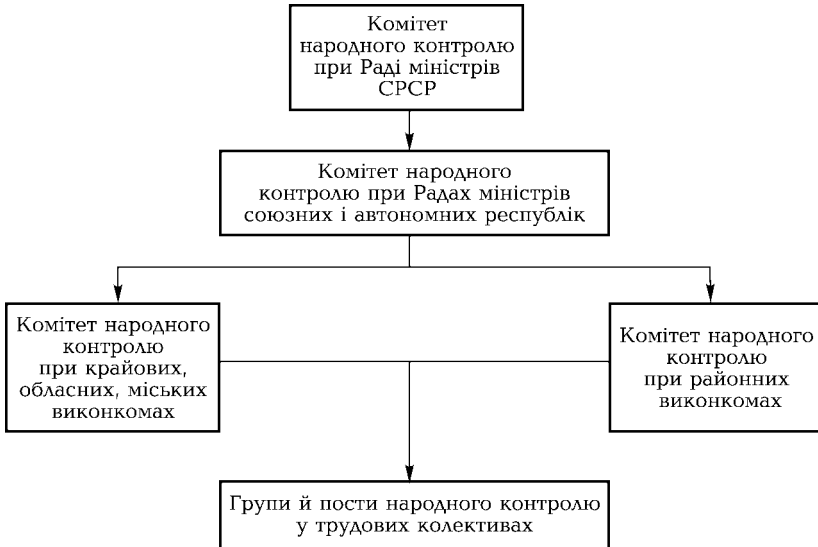 Комітет
народного контролю
при Раді міністрів
СРСР
Комітет народного
контролю при Радах міністрів
союзних і автономних республік
Комітет народного
контролю
при крайових,
обласних, міських
виконкомах
Комітет народного
контролю
при районних
виконкомах
Групи й пости народного контролю
у трудових колективах